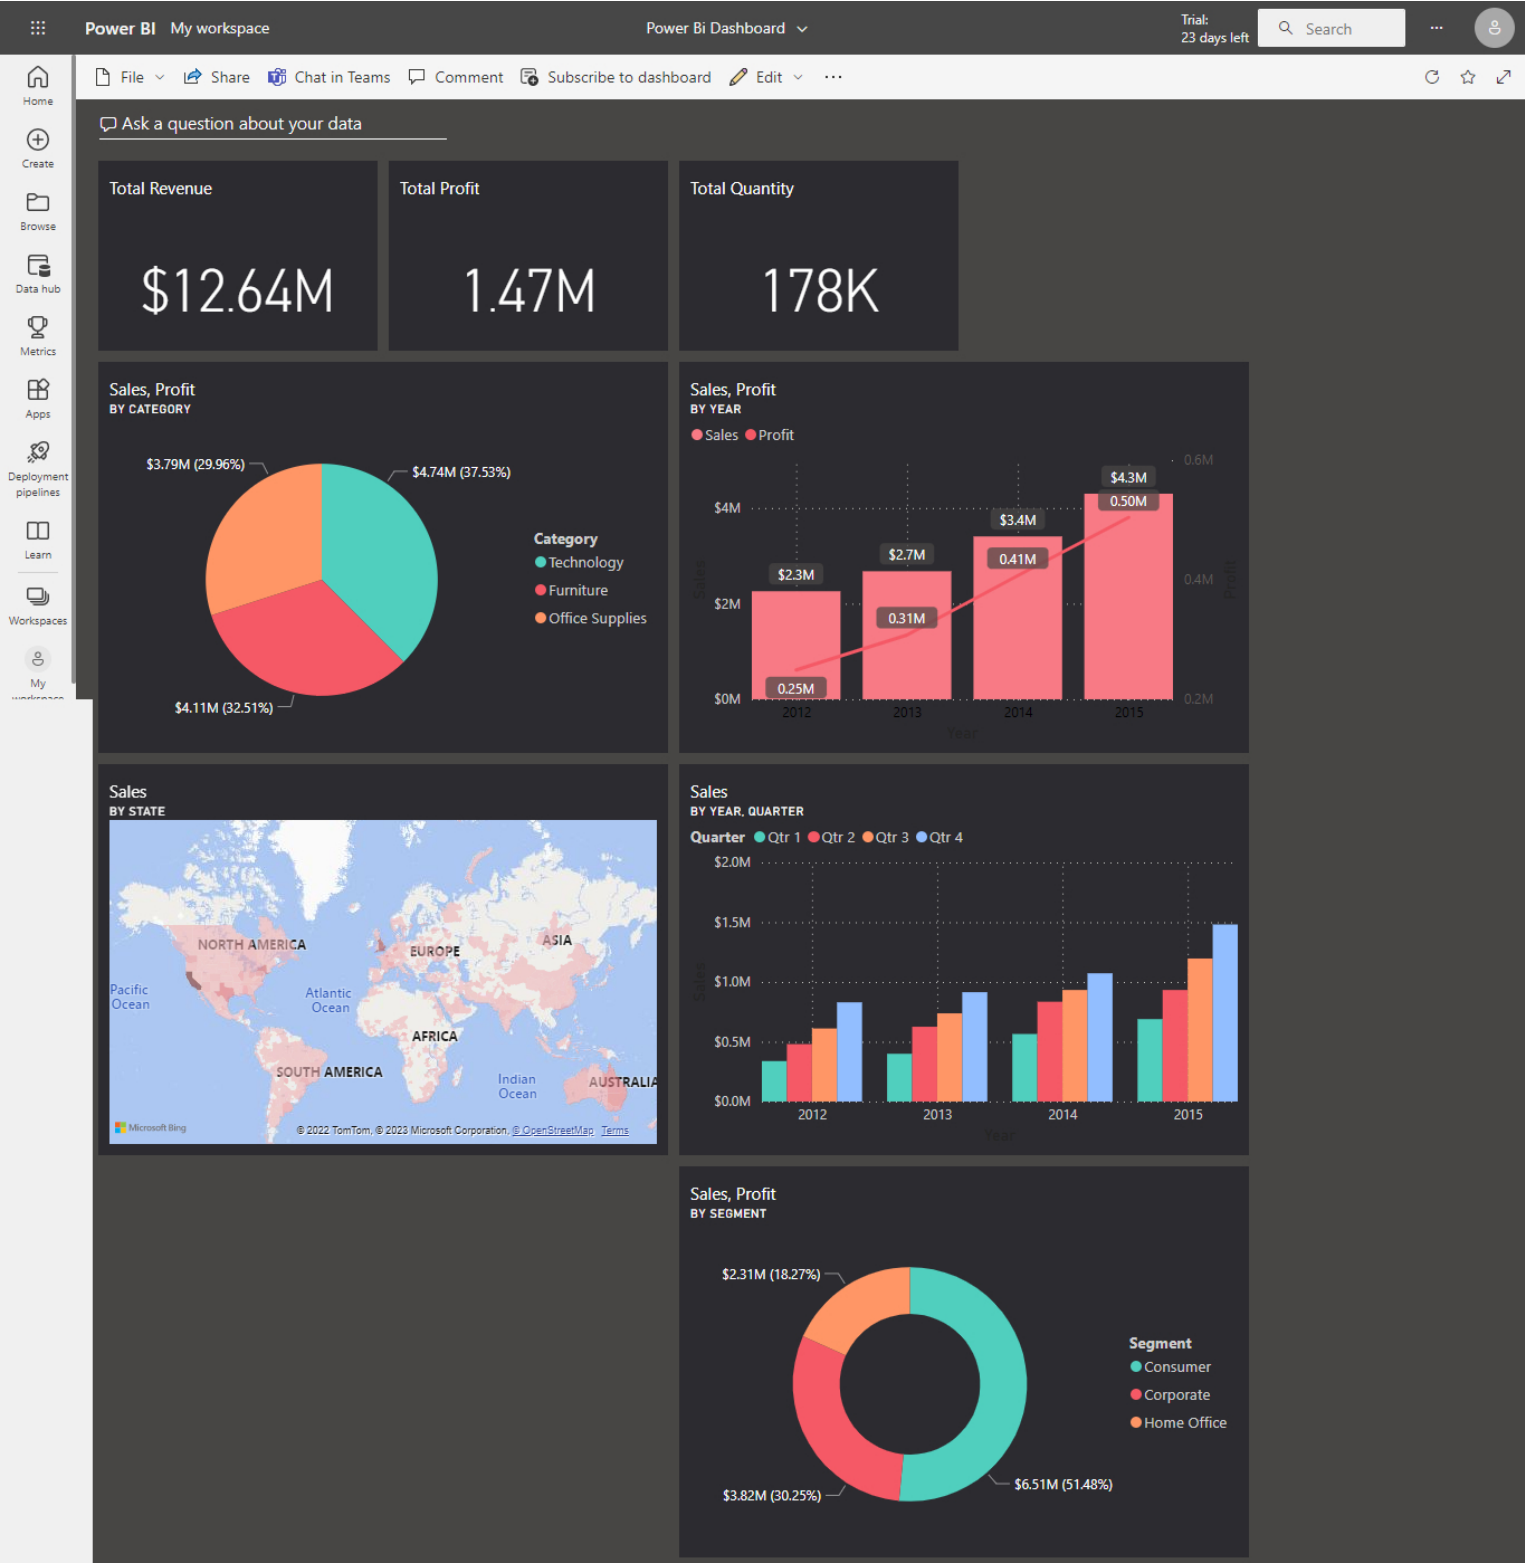 Power BI My workspace
Power Bi Dashboard
Trial:
23 days left
Search
File
Share
Chat in Teams
Comment
Subscribe to dashboard
Edit
Home
Create
Browse
Data hub
Metrics
Apps
Deployment
pipelines
Learn
Workspaces
My
workspace
Ask a question about your data
Total Revenue
$12.64M
Total Profit
1.47M
Total Quantity
178K
Sales, Profit
BY CATEGORY
$3.79M (29.96%)
$4.74M (37.53%)
$4.11M (32.51%)
Category
Technology
Furniture
Office Supplies
Sales, Profit
BY YEAR
Sales Profit
$4M
$2M
$0M
Sales
$2.3M
$2.7M
$3.4M
$4.3M
0.25M
0.31M
0.41M
0.50M
0.6M
0.4M
0.2M
Profit
2012 2013 2014 2015
Year
Sales
BY STATE
NORTH AMERICA
EUROPE
ASIA
Pacific
Ocean
Atlantic
Ocean
AFRICA
SOUTH AMERICA
Indian
Ocean
AUSTRALIA
Microsoft Bing
© 2022 TomTom, © 2023 Microsoft Corporation, © OpenStreetMap Terms
Sales
BY YEAR, QUARTER
Quarter Qtr 1 Qtr 2 Qtr 3 Qtr 4
$2.0M
$1.5M
$1.0M
$0.5M
$0.0M
Sales
2012 2013 2014 2015
Year
Sales, Profit
BY SEGMENT
$2.31M (18.27%)
$3.82M (30.25%)
$6.51M (51.48%)
Segment
Consumer
Corporate
Home Office